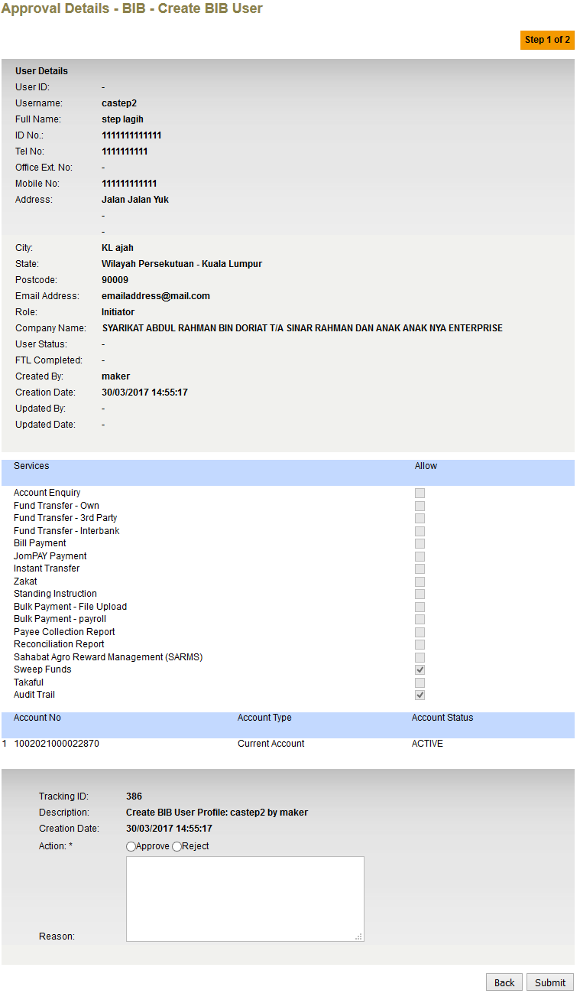 Approval Details - BIB - Create BIB User
Step 1 of 2
User Details
User ID: -
Username: castep2
Full Name: step lagih
ID No.: 1111111111111
Tel No: 1111111111
Office Ext. No: -
Mobile No: 111111111111
Address: Jalan Jalan Yuk
-
-
City: KL ajah
State: Wilayah Persekutuan - Kuala Lumpur
Postcode: 90009
Email Address: emailaddress@mail.com
Role: Initiator
Company Name: SYARIKAT ABDUL RAHMAN BIN DORIAT T/A SINAR RAHMAN DAN ANAK ANAK NYA ENTERPRISE
User Status: -
FTL Completed: -
Created By: maker
Creation Date: 30/03/2017 14:55:17
Updated By: -
Updated Date: -
Services Allow
Account Enquiry
Fund Transfer - Own
Fund Transfer - 3rd Party
Fund Transfer - Interbank
Bill Payment
JomPAY Payment
Instant Transfer
Zakat
Standing Instruction
Bulk Payment - File Upload
Bulk Payment - payroll
Payee Collection Report
Reconciliation Report
Sahabat Agro Reward Management (SARMS)
Sweep Funds
Takaful
Audit Trail
Account No Account Type Account Status
1 1002021000022870 Current Account ACTIVE
Tracking ID: 386
Description: Create BIB User Profile: castep2 by maker
Creation Date: 30/03/2017 14:55:17
Action: * Approve Reject
Reason:
Back Submit